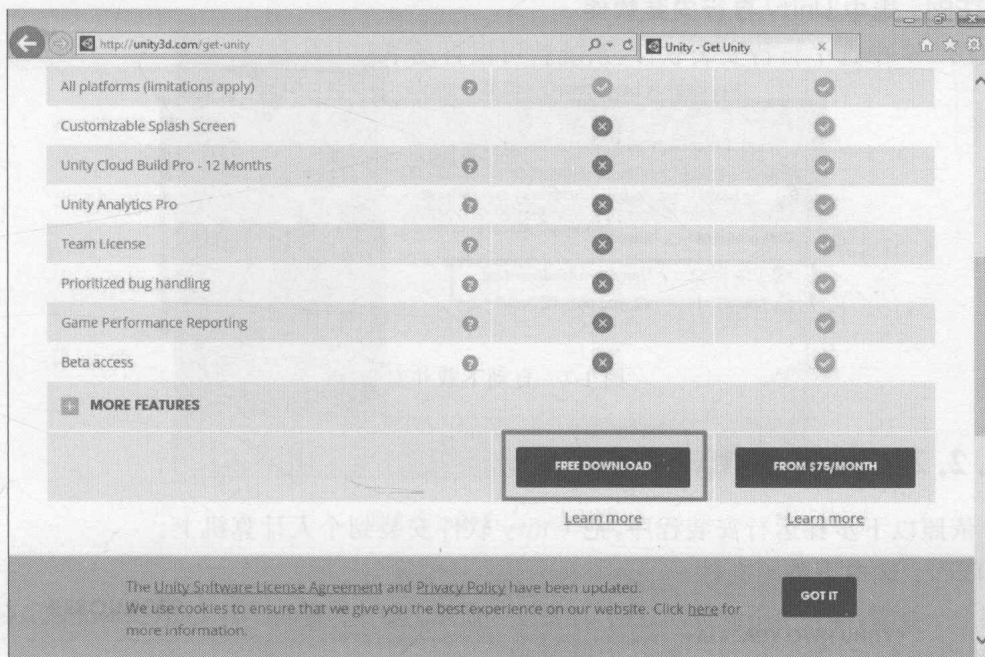 http://unity3d.com/get-unity
Unity - Get Unity
All platforms (limitations apply)
Customizable Splash Screen
Unity Cloud Build Pro - 12 Months
Unity Analytics Pro
Team License
Prioritized bug handling
Game Performance Reporting
Beta access
MORE FEATURES
FREE DOWNLOAD
FROM $75/MONTH
Learn more
Learn more
The Unity Software License Agreement and Privacy Policy have been updated.
We use cookies to ensure that we give you the best experience on our website. Click here for
more information.
GOT IT